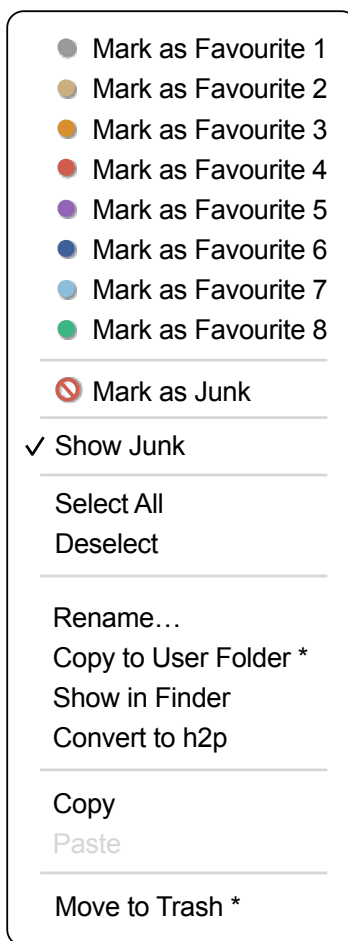 Mark as Favourite 1
Mark as Favourite 2
Mark as Favourite 3
Mark as Favourite 4
Mark as Favourite 5
Mark as Favourite 6
Mark as Favourite 7
Mark as Favourite 8
Mark as Junk
✓ Show Junk
Select All
Deselect
Rename…
Copy to User Folder *
Show in Finder
Convert to h2p
Copy
Paste
Move to Trash *